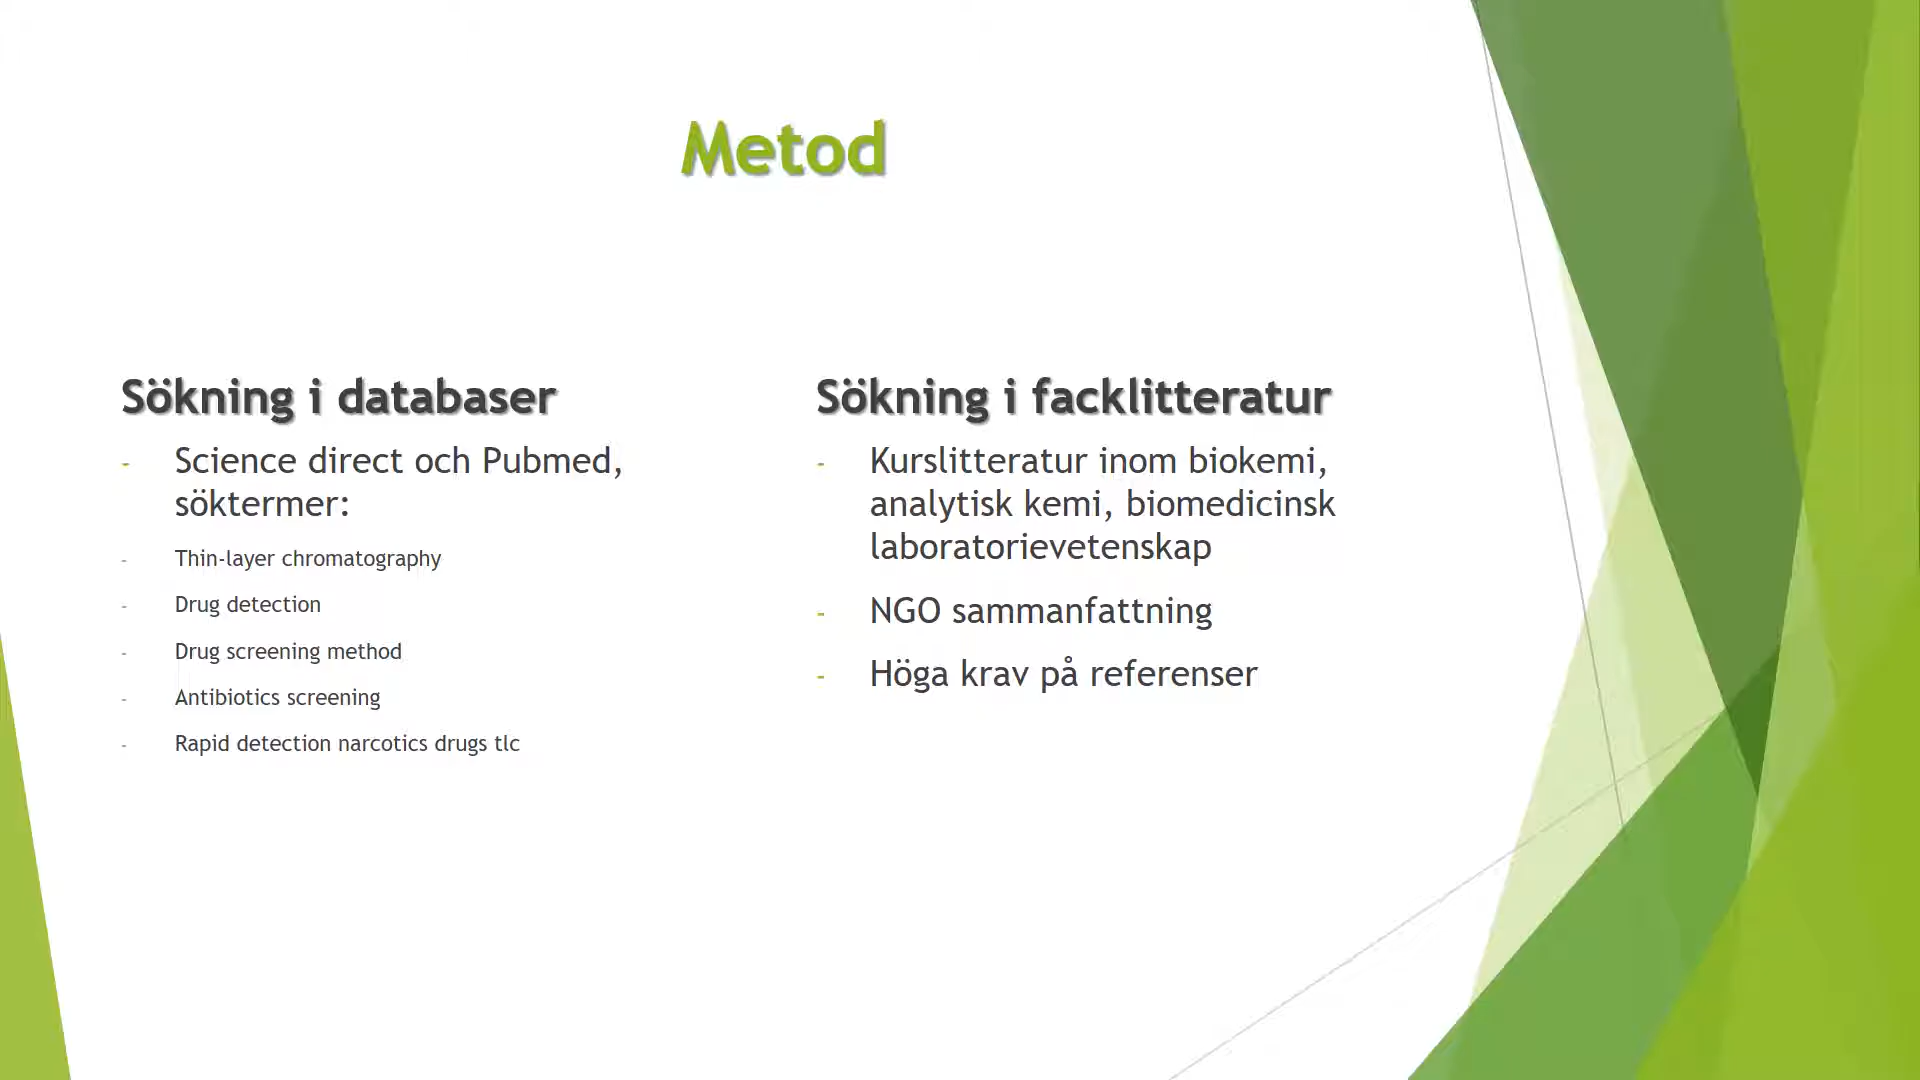 Metod
Sökning i databaser
- Science direct och Pubmed,
söktermer:
- Thin-layer chromatography
- Drug detection
- Drug screening method
- Antibiotics screening
- Rapid detection narcotics drugs tlc
Sökning i facklitteratur
- Kurslitteratur inom biokemi,
analytisk kemi, biomedicinsk
laboratorievetenskap
- NGO sammanfattning
- Höga krav på referenser